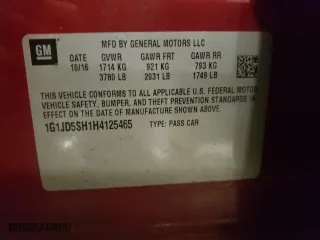 GM
MFD BY GENERAL MOTORS LLC
DATE GVWR GAWR FR GAWR RR
10/16 1714 KG 921 KG 793 KG
3780 LB 2031 LB 1749 LB
THIS VEHICLE CONFORMS TO ALL APPLICABLE U.S. FEDERAL MOTOR
VEHICLE SAFETY, BUMPER, AND THEFT PREVENTION STANDARDS
IN EFFECT ON THE DATE OF MANUFACTURE SHOWN ABOVE.
1G1JD5SH1H4125465 TYPE: PASS CAR